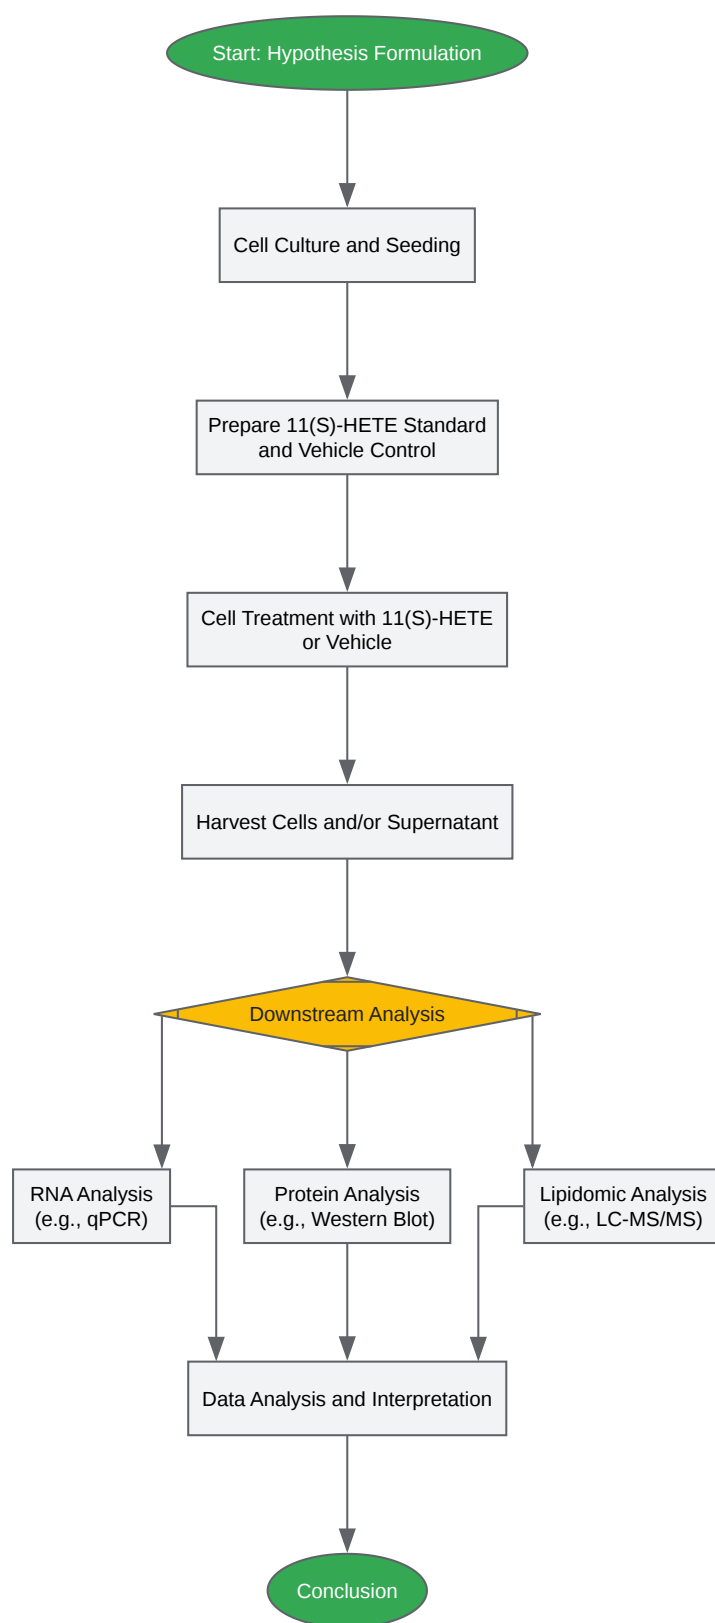 Start: Hypothesis Formulation
Cell Culture and Seeding
Prepare 11(S)-HETE Standard
and Vehicle Control
Cell Treatment with 11(S)-HETE
or Vehicle
Harvest Cells and/or Supernatant
Downstream Analysis
RNA Analysis
(e.g., qPCR)
Protein Analysis
(e.g., Western Blot)
Lipidomic Analysis
(e.g., LC-MS/MS)
Data Analysis and Interpretation
Conclusion